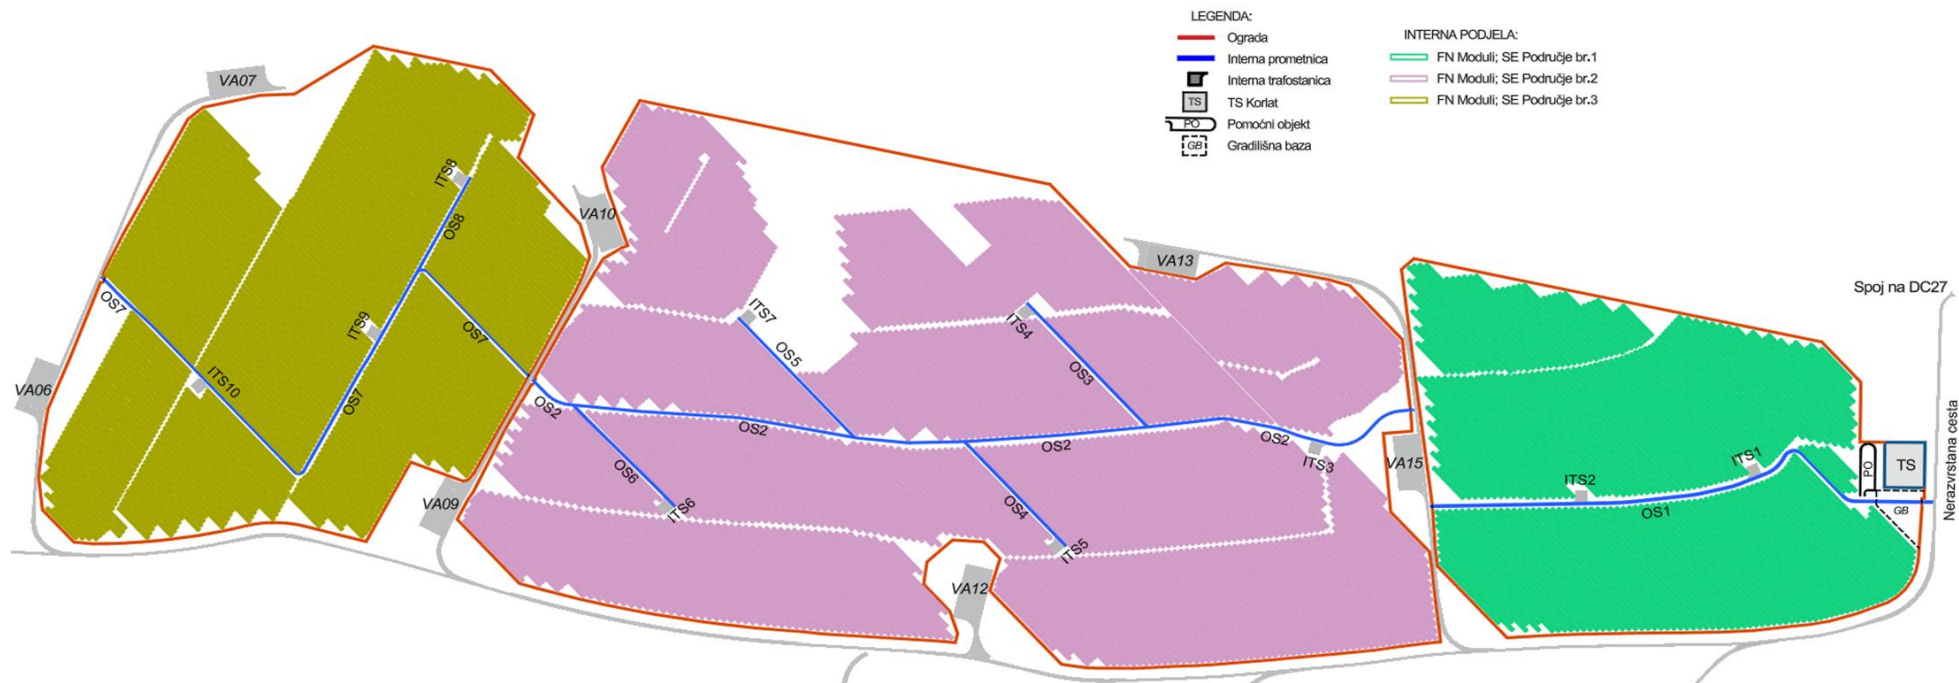 LEGENDA:
Ograda
Interna prometnica
Interna trafostanica
TS TS Korlat
PO Pomoćni objekt
GB Gradilišna baza
INTERNA PODJELA:
FN Moduli; SE Područje br.1
FN Moduli; SE Područje br.2
FN Moduli; SE Područje br.3
VA07
VA06
VA09
VA10
VA12
VA13
VA15
ITS8
OS8
OS7
ITS9
OS7
ITS10
OS7
OS2
ITS7
OS5
OS2
OS6
ITS6
ITS4
OS3
OS2
OS4
ITS5
OS2
ITS3
ITS2
ITS1
OS1
PO
TS
GB
Spoj na DC27
Nerazvrstana cesta